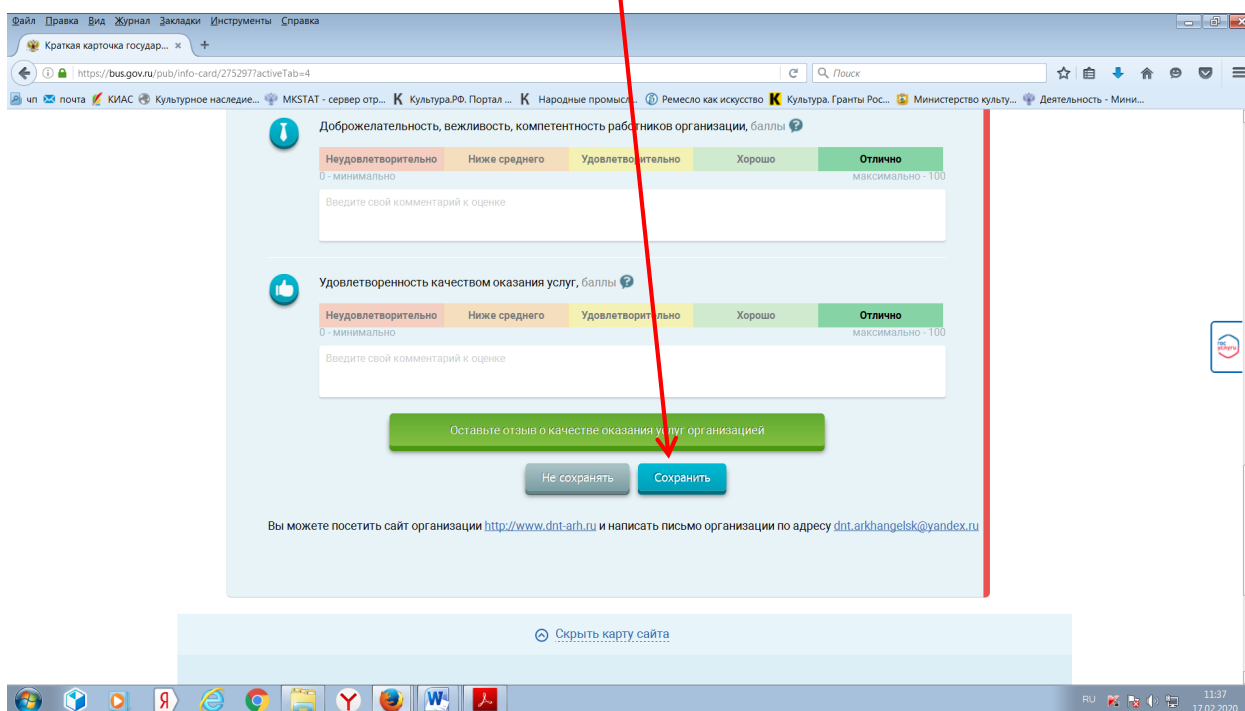 Файл Правка Вид Журнал Закладки Инструменты Справка
Краткая карточка государ... × +
https://bus.gov.ru/pub/info-card/275297?activeTab=4 Поиск
чп почта КИАС Культурное наследие... MKSTAT - сервер отр... Культура.РФ. Портал ... Народные промысл... Ремесло как искусство Культура. Гранты Рос... Министерство культу... Деятельность - Мини...
Доброжелательность, вежливость, компетентность работников организации, баллы ?
Неудовлетворительно Ниже среднего Удовлетворительно Хорошо Отлично
0 - минимально максимально - 100
Введите свой комментарий к оценке
Удовлетворенность качеством оказания услуг, баллы ?
Неудовлетворительно Ниже среднего Удовлетворительно Хорошо Отлично
0 - минимально максимально - 100
Введите свой комментарий к оценке
гос
услуги
Оставьте отзыв о качестве оказания услуг организацией
Не сохранять Сохранить
Вы можете посетить сайт организации http://www.dnt-arh.ru и написать письмо организации по адресу dnt.arkhangelsk@yandex.ru
Скрыть карту сайта
RU 11:37
17.02.2020